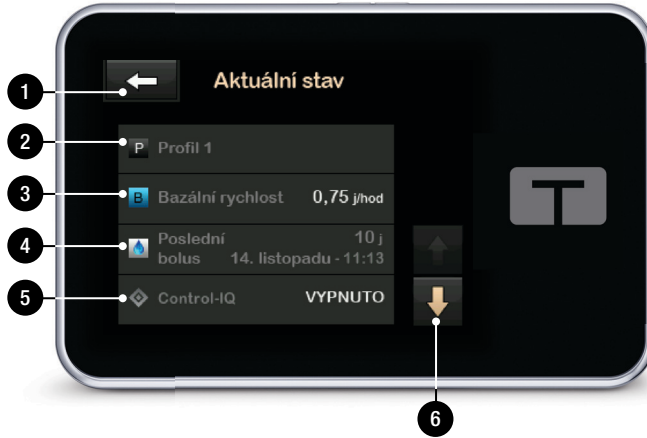 Aktuální stav
1
2
P Profil 1
3
B Bazální rychlost 0,75 j/hod
4
Poslední 10 j
bolus 14. listopadu - 11:13
5
Control-IQ VYPNUTO
6
T